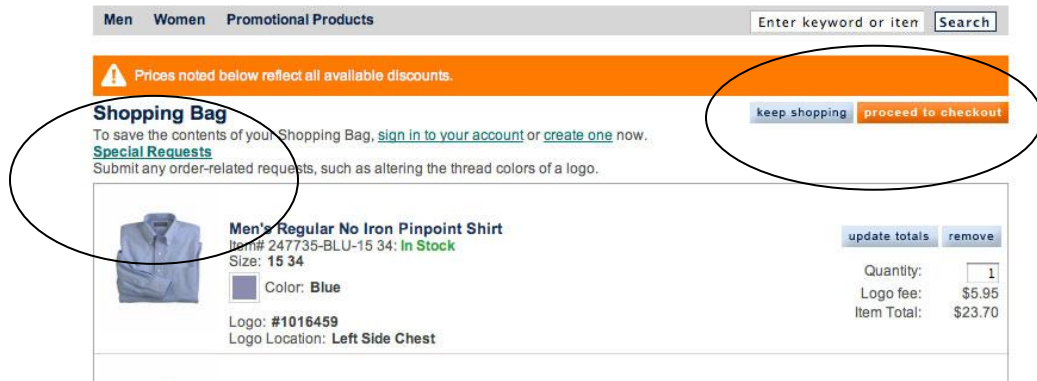 Men Women Promotional Products Enter keyword or iten Search
Prices noted below reflect all available discounts.
Shopping Bag keep shopping proceed to checkout
To save the contents of your Shopping Bag, sign in to your account or create one now.
Special Requests
Submit any order-related requests, such as altering the thread colors of a logo.
Men's Regular No Iron Pinpoint Shirt
Item# 247735-BLU-15 34: In Stock
Size: 15 34
Color: Blue
Logo: #1016459
Logo Location: Left Side Chest
update totals remove
Quantity: 1
Logo fee: $5.95
Item Total: $23.70